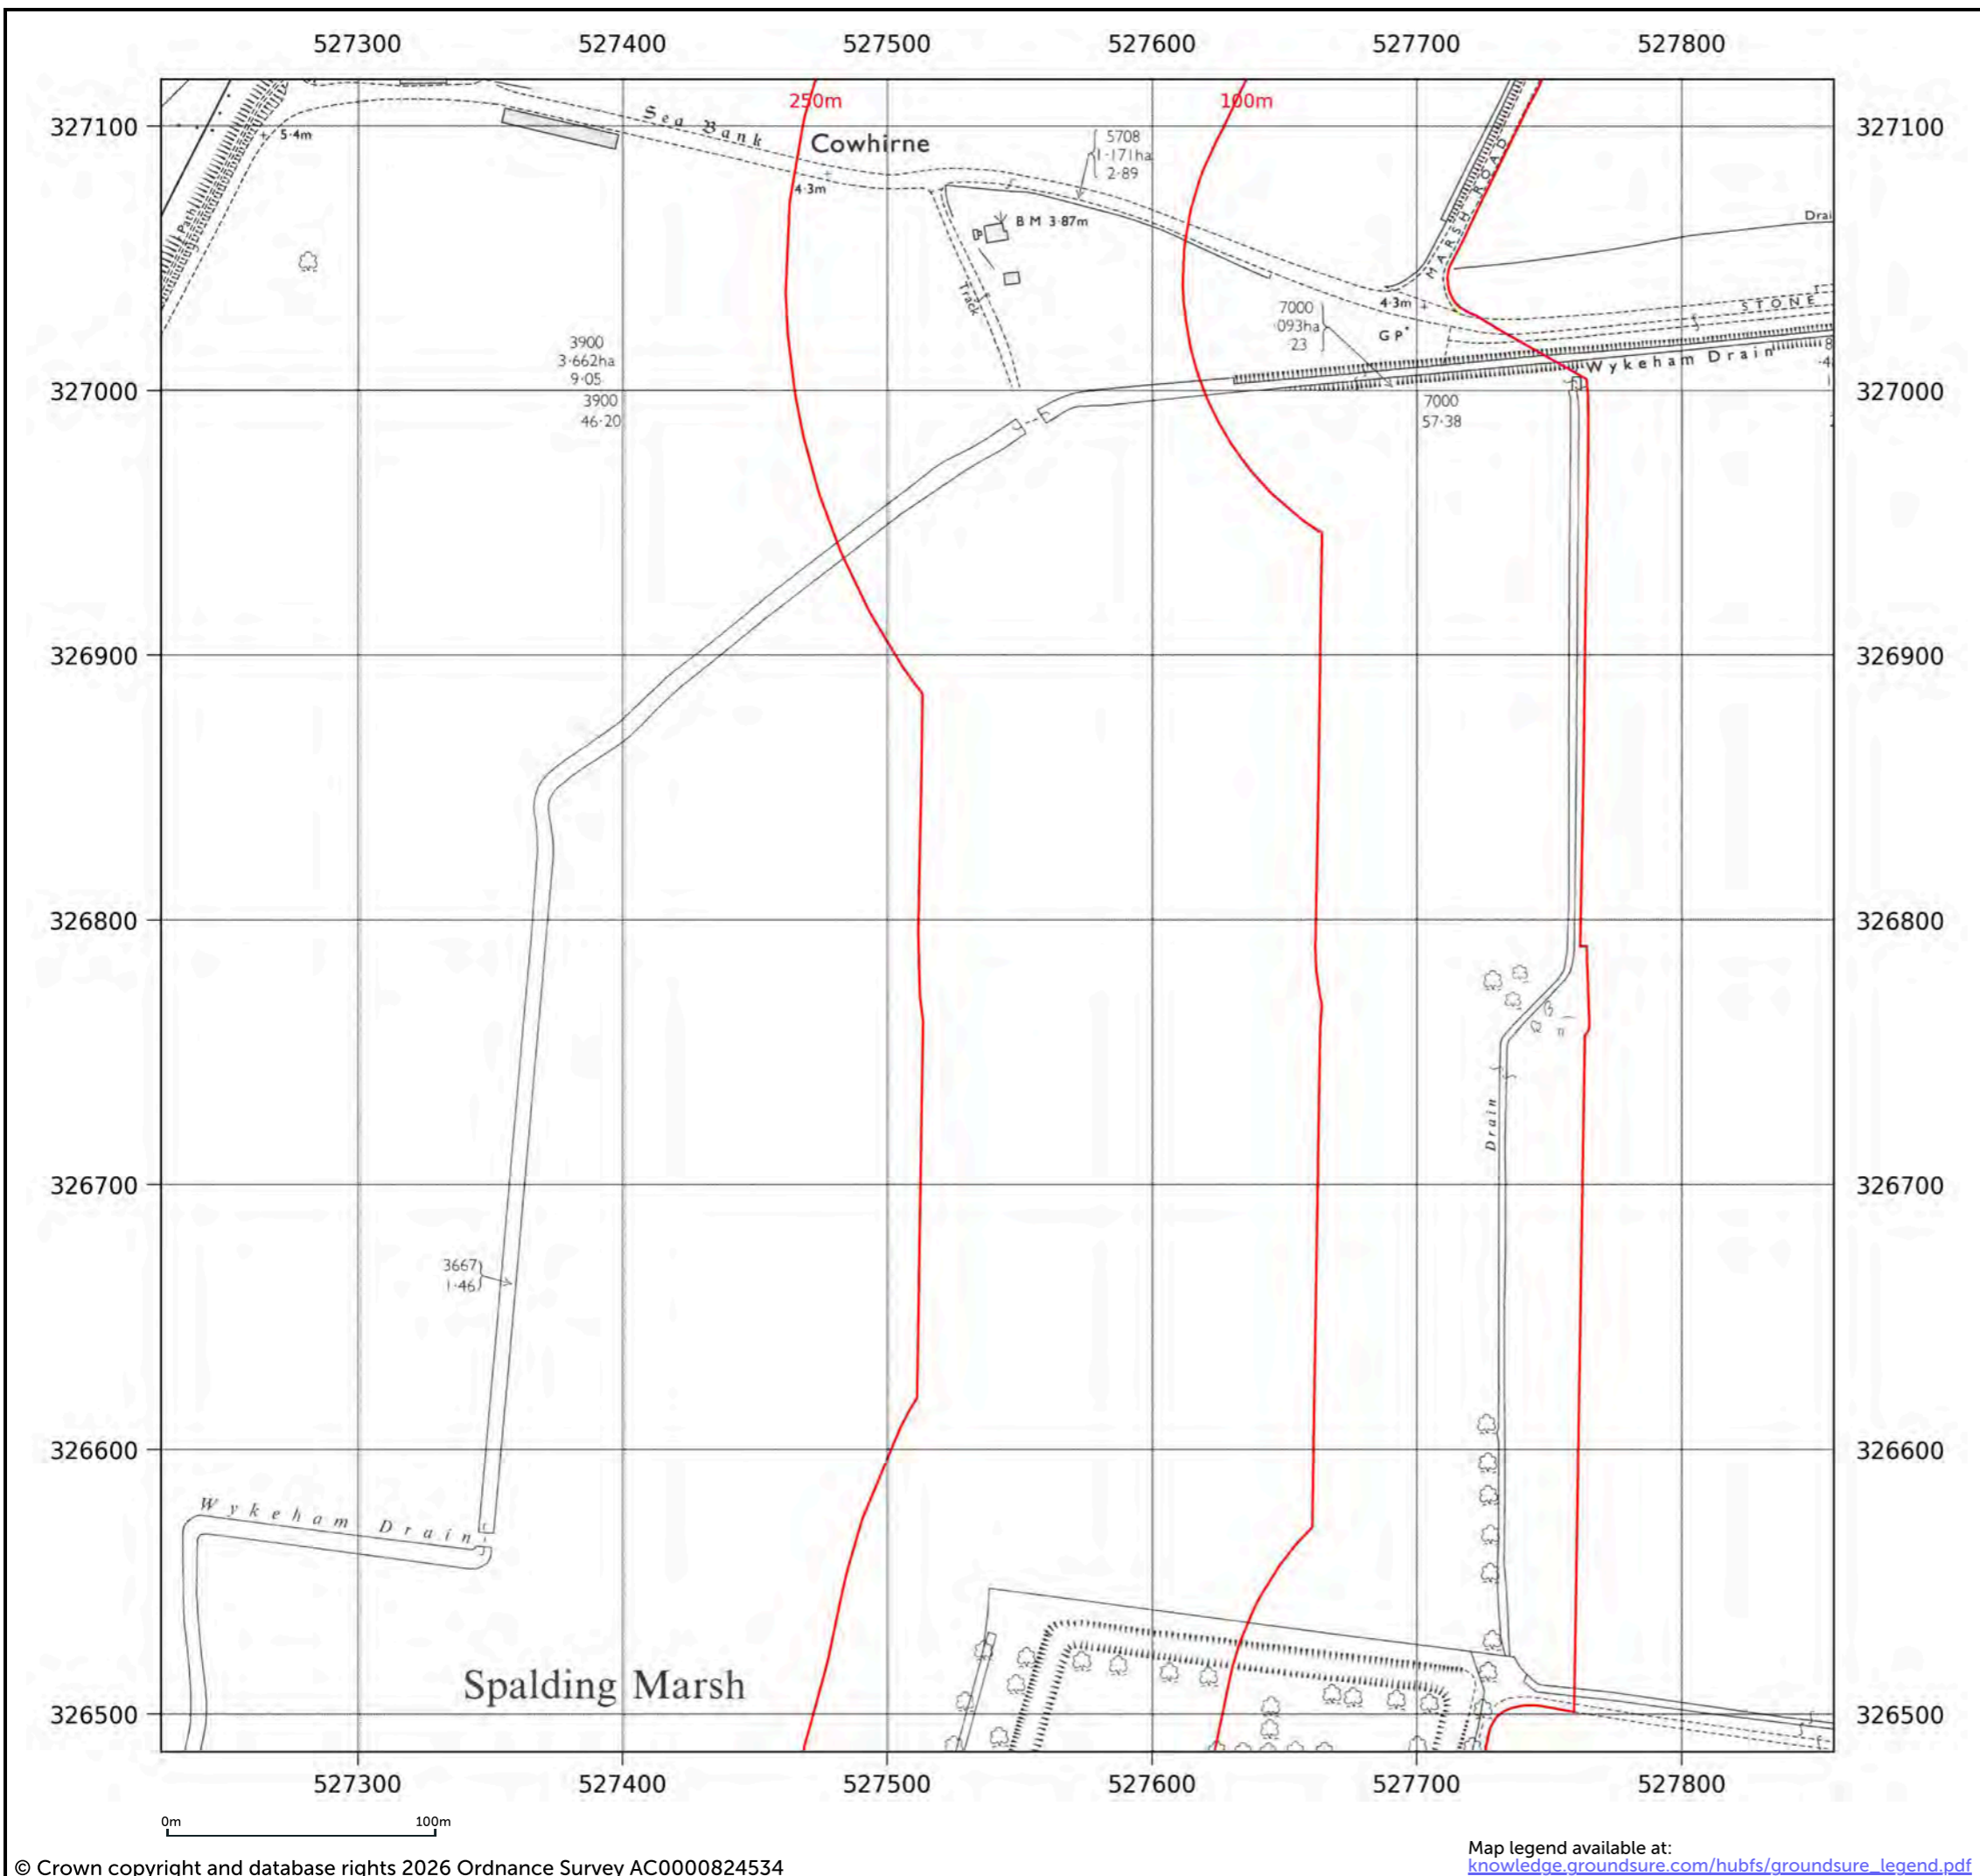 527300 527400 527500 527600 527700 527800
250m
100m
327100
327100
5·4m
Sea Bank
Cowhirne
4·3m
5708
1·171ha
2·89
MARSH ROAD
Path
B M 3·87m
Track
Drai
7000
·093ha
·23
4·3m
G P
STONE
3900
3·662ha
9·05
3900
46·20
Wykeham Drain
327000
327000
7000
57·38
326900
326900
326800
326800
Drain
326700
326700
3667
1·46
326600
326600
Wykeham Drain
Spalding Marsh
326500
326500
527300 527400 527500 527600 527700 527800
0m 100m
© Crown copyright and database rights 2026 Ordnance Survey AC0000824534
Map legend available at:
knowledge.groundsure.com/hubfs/groundsure_legend.pdf